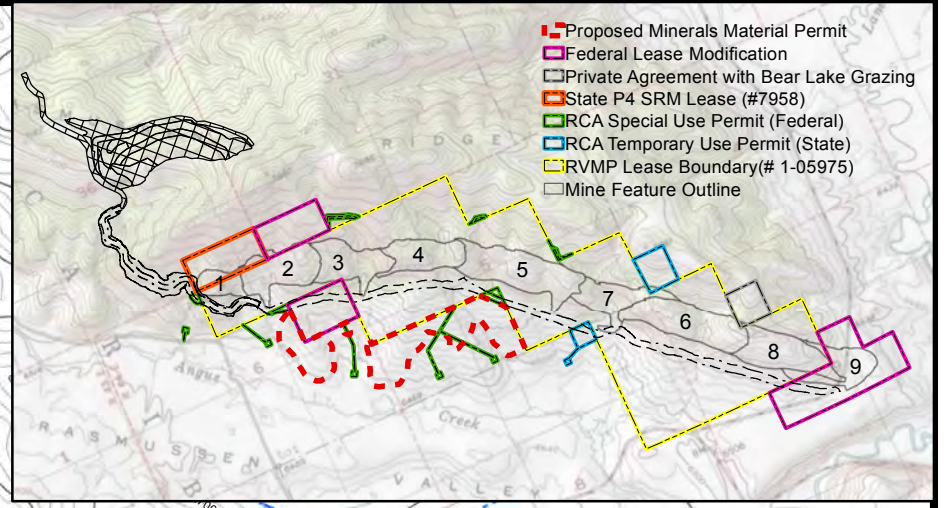 Proposed Minerals Material Permit
Federal Lease Modification
Private Agreement with Bear Lake Grazing
State P4 SRM Lease (#7958)
RCA Special Use Permit (Federal)
RCA Temporary Use Permit (State)
RVMP Lease Boundary(# 1-05975)
Mine Feature Outline
RIDGE
1
2
3
4
5
7
6
8
9
Angus
6
Creek
RASMUSSEN
VALLEY
8